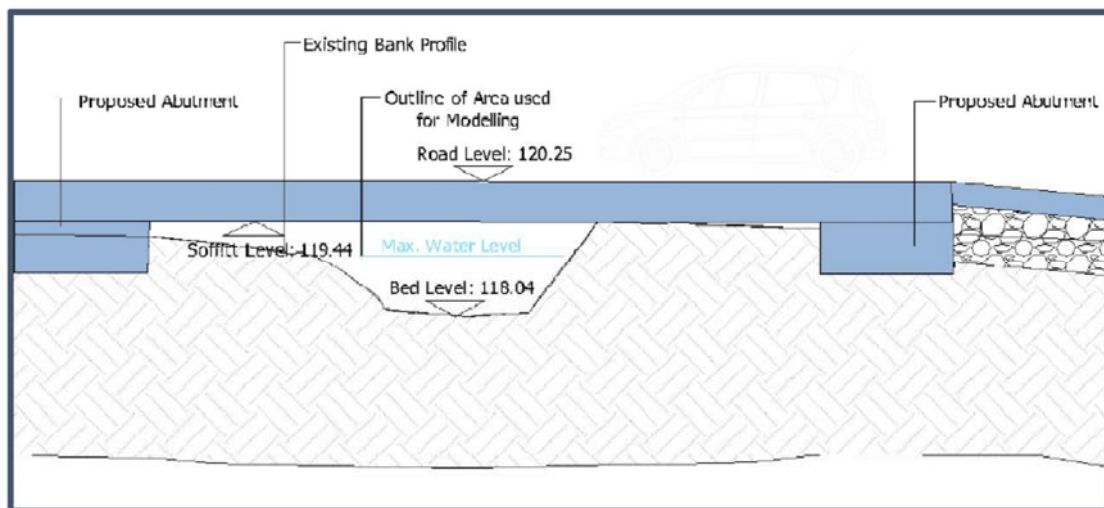 Existing Bank Profile
Proposed Abutment
Outline of Area used
for Modelling
Proposed Abutment
Road Level: 120.25
Soffitt Level: 119.44
Max. Water Level
Bed Level: 118.04